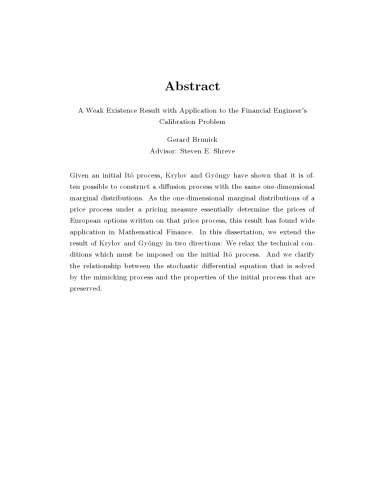 Abstract
A Weak Existence Result with Application to the Financial Engineer's
Calibration Problem
Gerard Brunick
Advisor: Steven E. Shreve
Given an initial Itô process, Krylov and Gyöngy have shown that it is of-
ten possible to construct a diffusion process with the same one-dimensional
marginal distributions. As the one-dimensional marginal distributions of a
price process under a pricing measure essentially determine the prices of
European options written on that price process, this result has found wide
application in Mathematical Finance. In this dissertation, we extend the
result of Krylov and Gyöngy in two directions: We relax the technical con-
ditions which must be imposed on the initial Itô process. And we clarify
the relationship between the stochastic differential equation that is solved
by the mimicking process and the properties of the initial process that are
preserved.